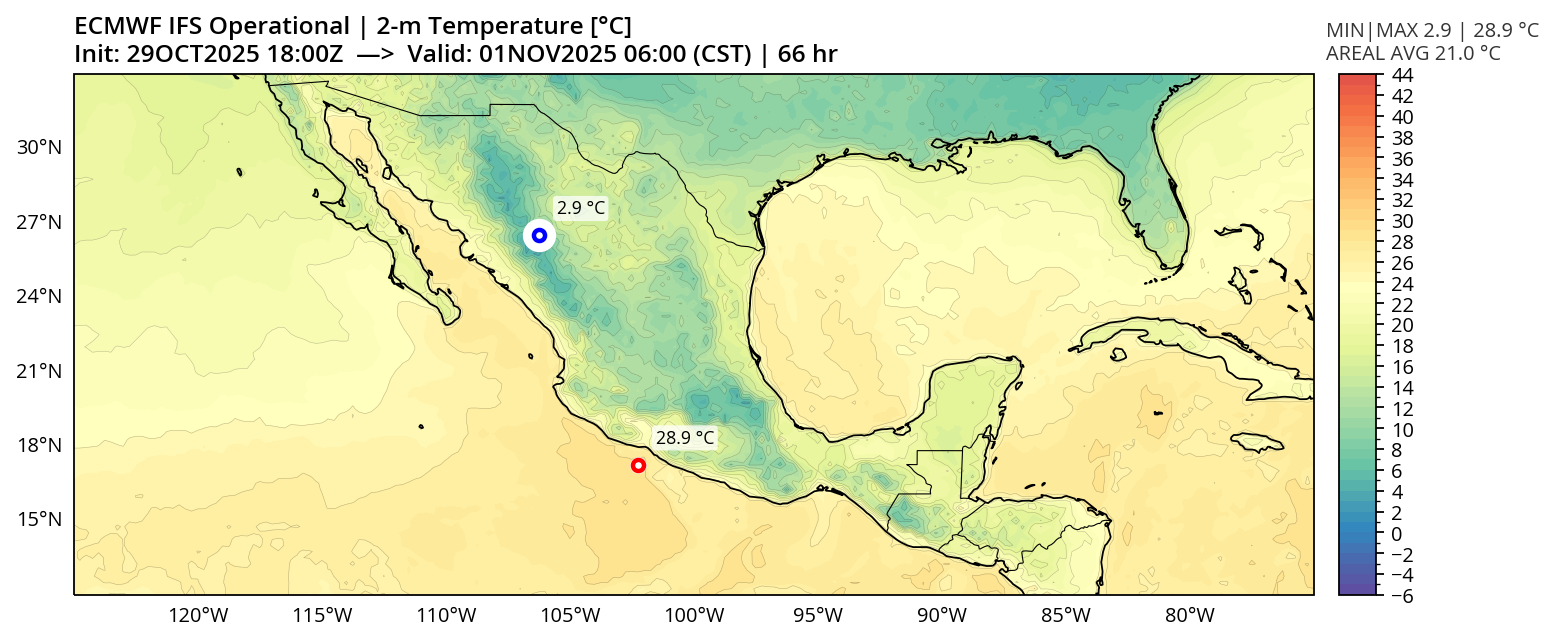 ECMWF IFS Operational | 2-m Temperature [°C]
Init: 29OCT2025 18:00Z —> Valid: 01NOV2025 06:00 (CST) | 66 hr
MIN|MAX 2.9 | 28.9 °C
AREAL AVG 21.0 °C
30°N
27°N
24°N
21°N
18°N
15°N
2.9 °C
28.9 °C
120°W
115°W
110°W
105°W
100°W
95°W
90°W
85°W
80°W
44
42
40
38
36
34
32
30
28
26
24
22
20
18
16
14
12
10
8
6
4
2
0
−2
−4
−6